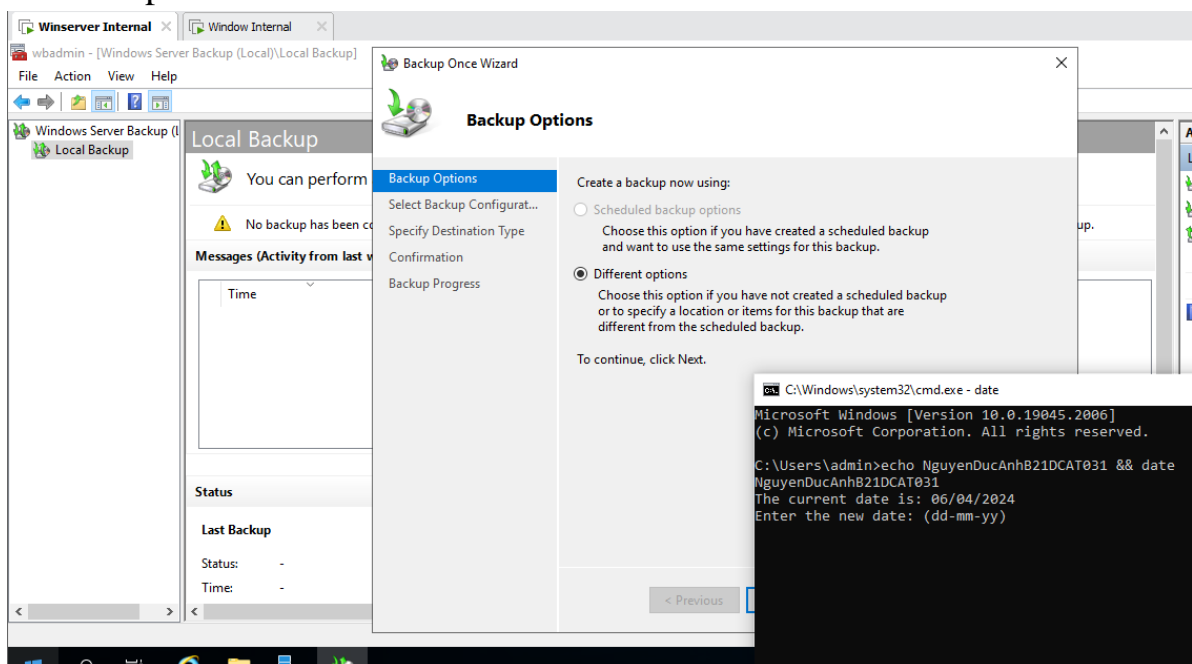 Winserver Internal
Window Internal
wbadmin - [Windows Server Backup (Local)\Local Backup]
File Action View Help
Windows Server Backup (L
Local Backup
Local Backup
You can perform
No backup has been co
up.
Messages (Activity from last w
Time
Status
Last Backup
Status: -
Time: -
Backup Once Wizard
Backup Options
Backup Options
Select Backup Configurat...
Specify Destination Type
Confirmation
Backup Progress
Create a backup now using:
Scheduled backup options
Choose this option if you have created a scheduled backup
and want to use the same settings for this backup.
Different options
Choose this option if you have not created a scheduled backup
or to specify a location or items for this backup that are
different from the scheduled backup.
To continue, click Next.
< Previous
C:\Windows\system32\cmd.exe - date
Microsoft Windows [Version 10.0.19045.2006]
(c) Microsoft Corporation. All rights reserved.
C:\Users\admin>echo NguyenDucAnhB21DCAT031 && date
NguyenDucAnhB21DCAT031
The current date is: 06/04/2024
Enter the new date: (dd-mm-yy)